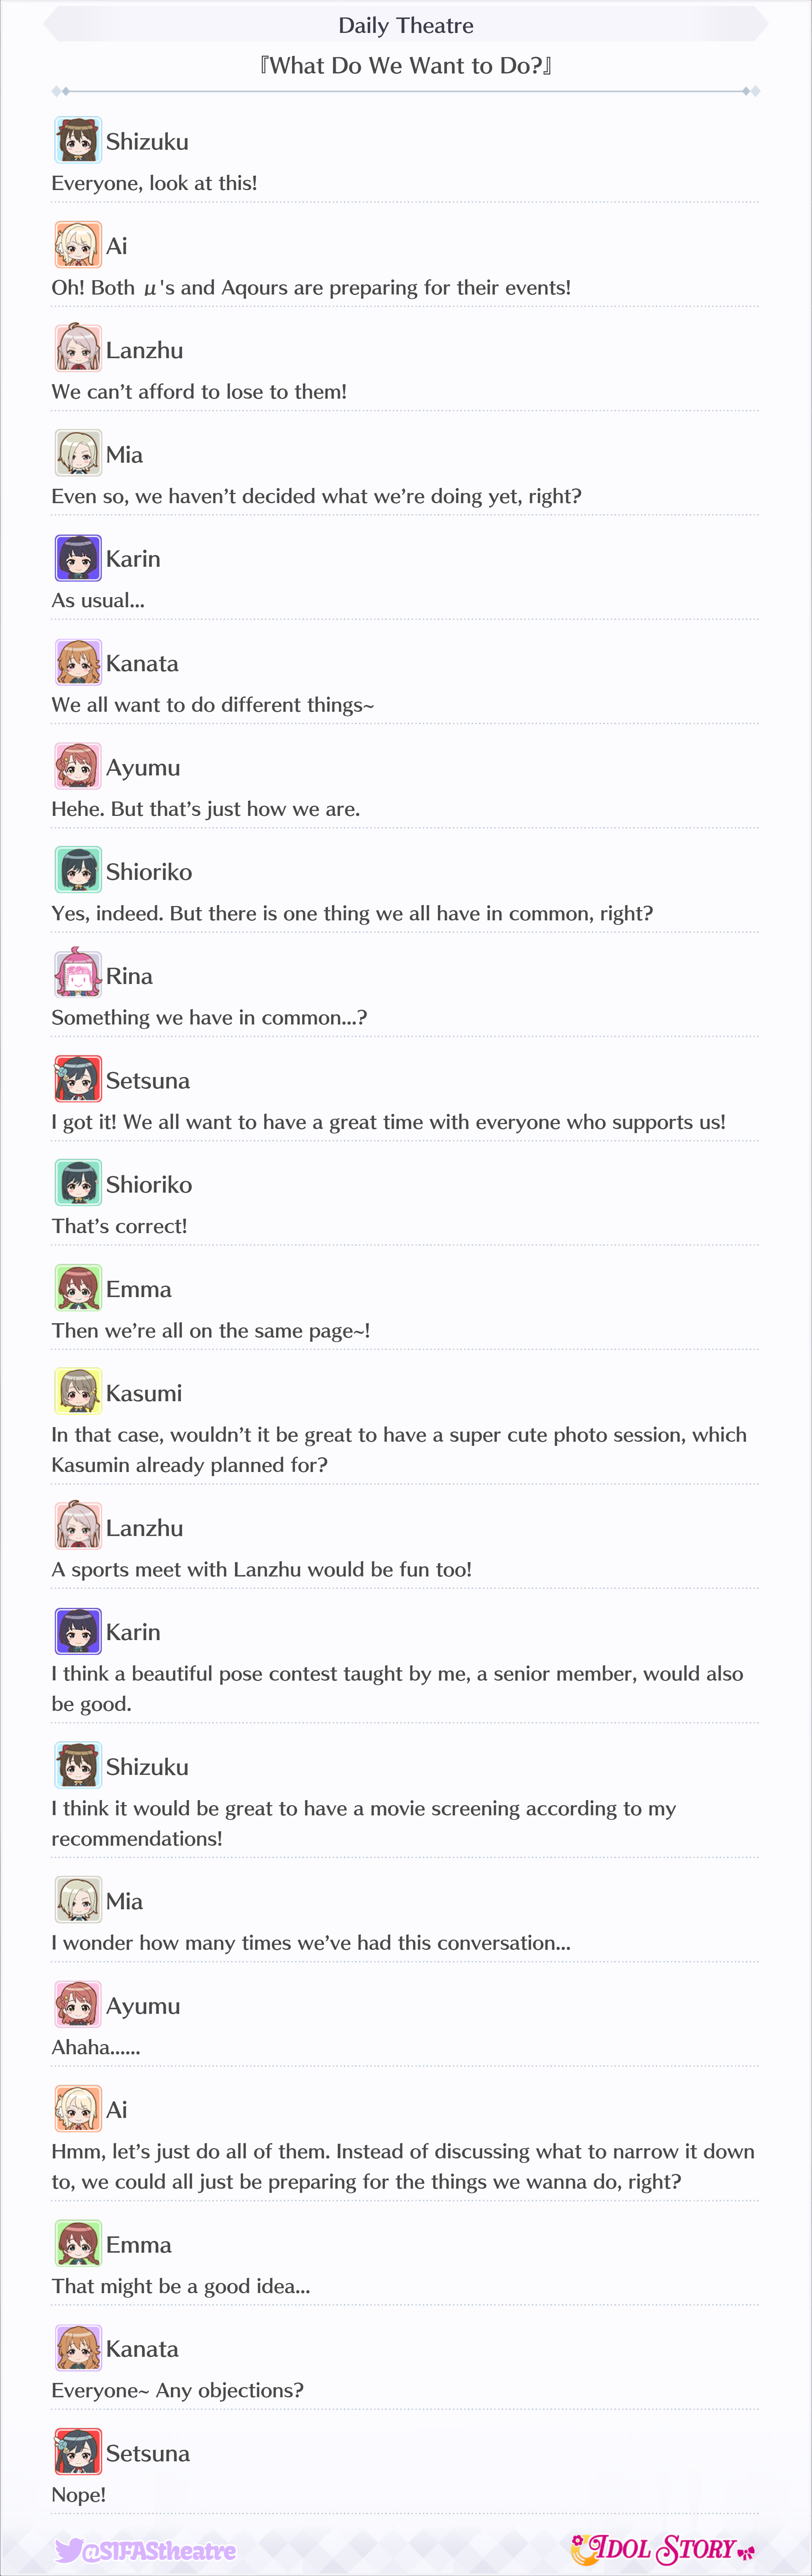 Daily Theatre
『What Do We Want to Do?』
Shizuku
Everyone, look at this!
Ai
Oh! Both μ's and Aqours are preparing for their events!
Lanzhu
We can't afford to lose to them!
Mia
Even so, we haven't decided what we're doing yet, right?
Karin
As usual...
Kanata
We all want to do different things~
Ayumu
Hehe. But that's just how we are.
Shioriko
Yes, indeed. But there is one thing we all have in common, right?
Rina
Something we have in common...?
Setsuna
I got it! We all want to have a great time with everyone who supports us!
Shioriko
That's correct!
Emma
Then we're all on the same page~!
Kasumi
In that case, wouldn't it be great to have a super cute photo session, which
Kasumin already planned for?
Lanzhu
A sports meet with Lanzhu would be fun too!
Karin
I think a beautiful pose contest taught by me, a senior member, would also
be good.
Shizuku
I think it would be great to have a movie screening according to my
recommendations!
Mia
I wonder how many times we've had this conversation...
Ayumu
Ahaha......
Ai
Hmm, let's just do all of them. Instead of discussing what to narrow it down
to, we could all just be preparing for the things we wanna do, right?
Emma
That might be a good idea...
Kanata
Everyone~ Any objections?
Setsuna
Nope!
@SIFAStheatre
IDOL STORY